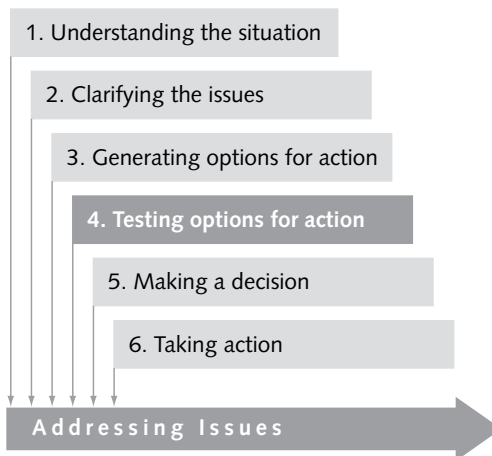 1. Understanding the situation
2. Clarifying the issues
3. Generating options for action
4. Testing options for action
5. Making a decision
6. Taking action
Addressing Issues